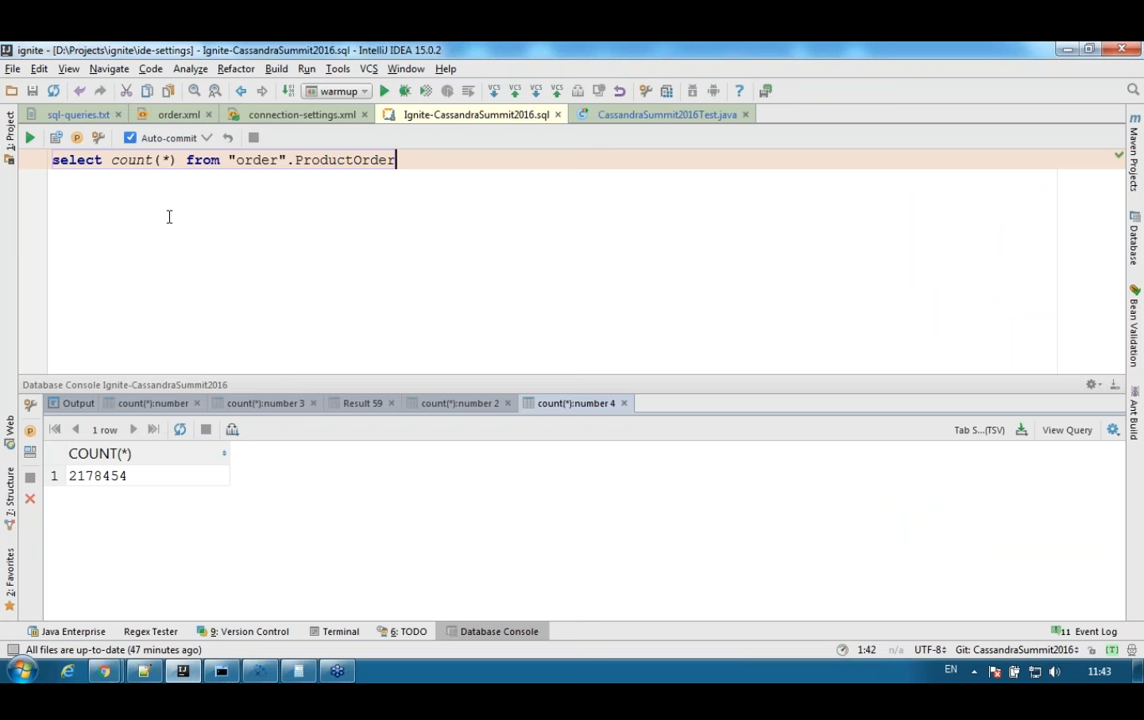 ignite - [D:\Projects\ignite\ide-settings] - Ignite-CassandraSummit2016.sql - IntelliJ IDEA 15.0.2
File Edit View Navigate Code Analyze Refactor Build Run Tools VCS Window Help
warmup
sql-queries.txt order.xml connection-settings.xml Ignite-CassandraSummit2016.sql CassandraSummit2016Test.java
Auto-commit
select count(*) from "order".ProductOrder
1: Project
Web
7: Structure
2: Favorites
Maven Projects
Database
Bean Validation
Ant Build
Database Console Ignite-CassandraSummit2016
Output count(*):number count(*):number 3 Result 59 count(*):number 2 count(*):number 4
1 row Tab S...(TSV) View Query
COUNT(*)
1 2178454
Java Enterprise Regex Tester 9: Version Control Terminal 6: TODO Database Console 11 Event Log
All files are up-to-date (47 minutes ago) 1:42 n/a UTF-8 Git: CassandraSummit2016 [T]
EN 11:43